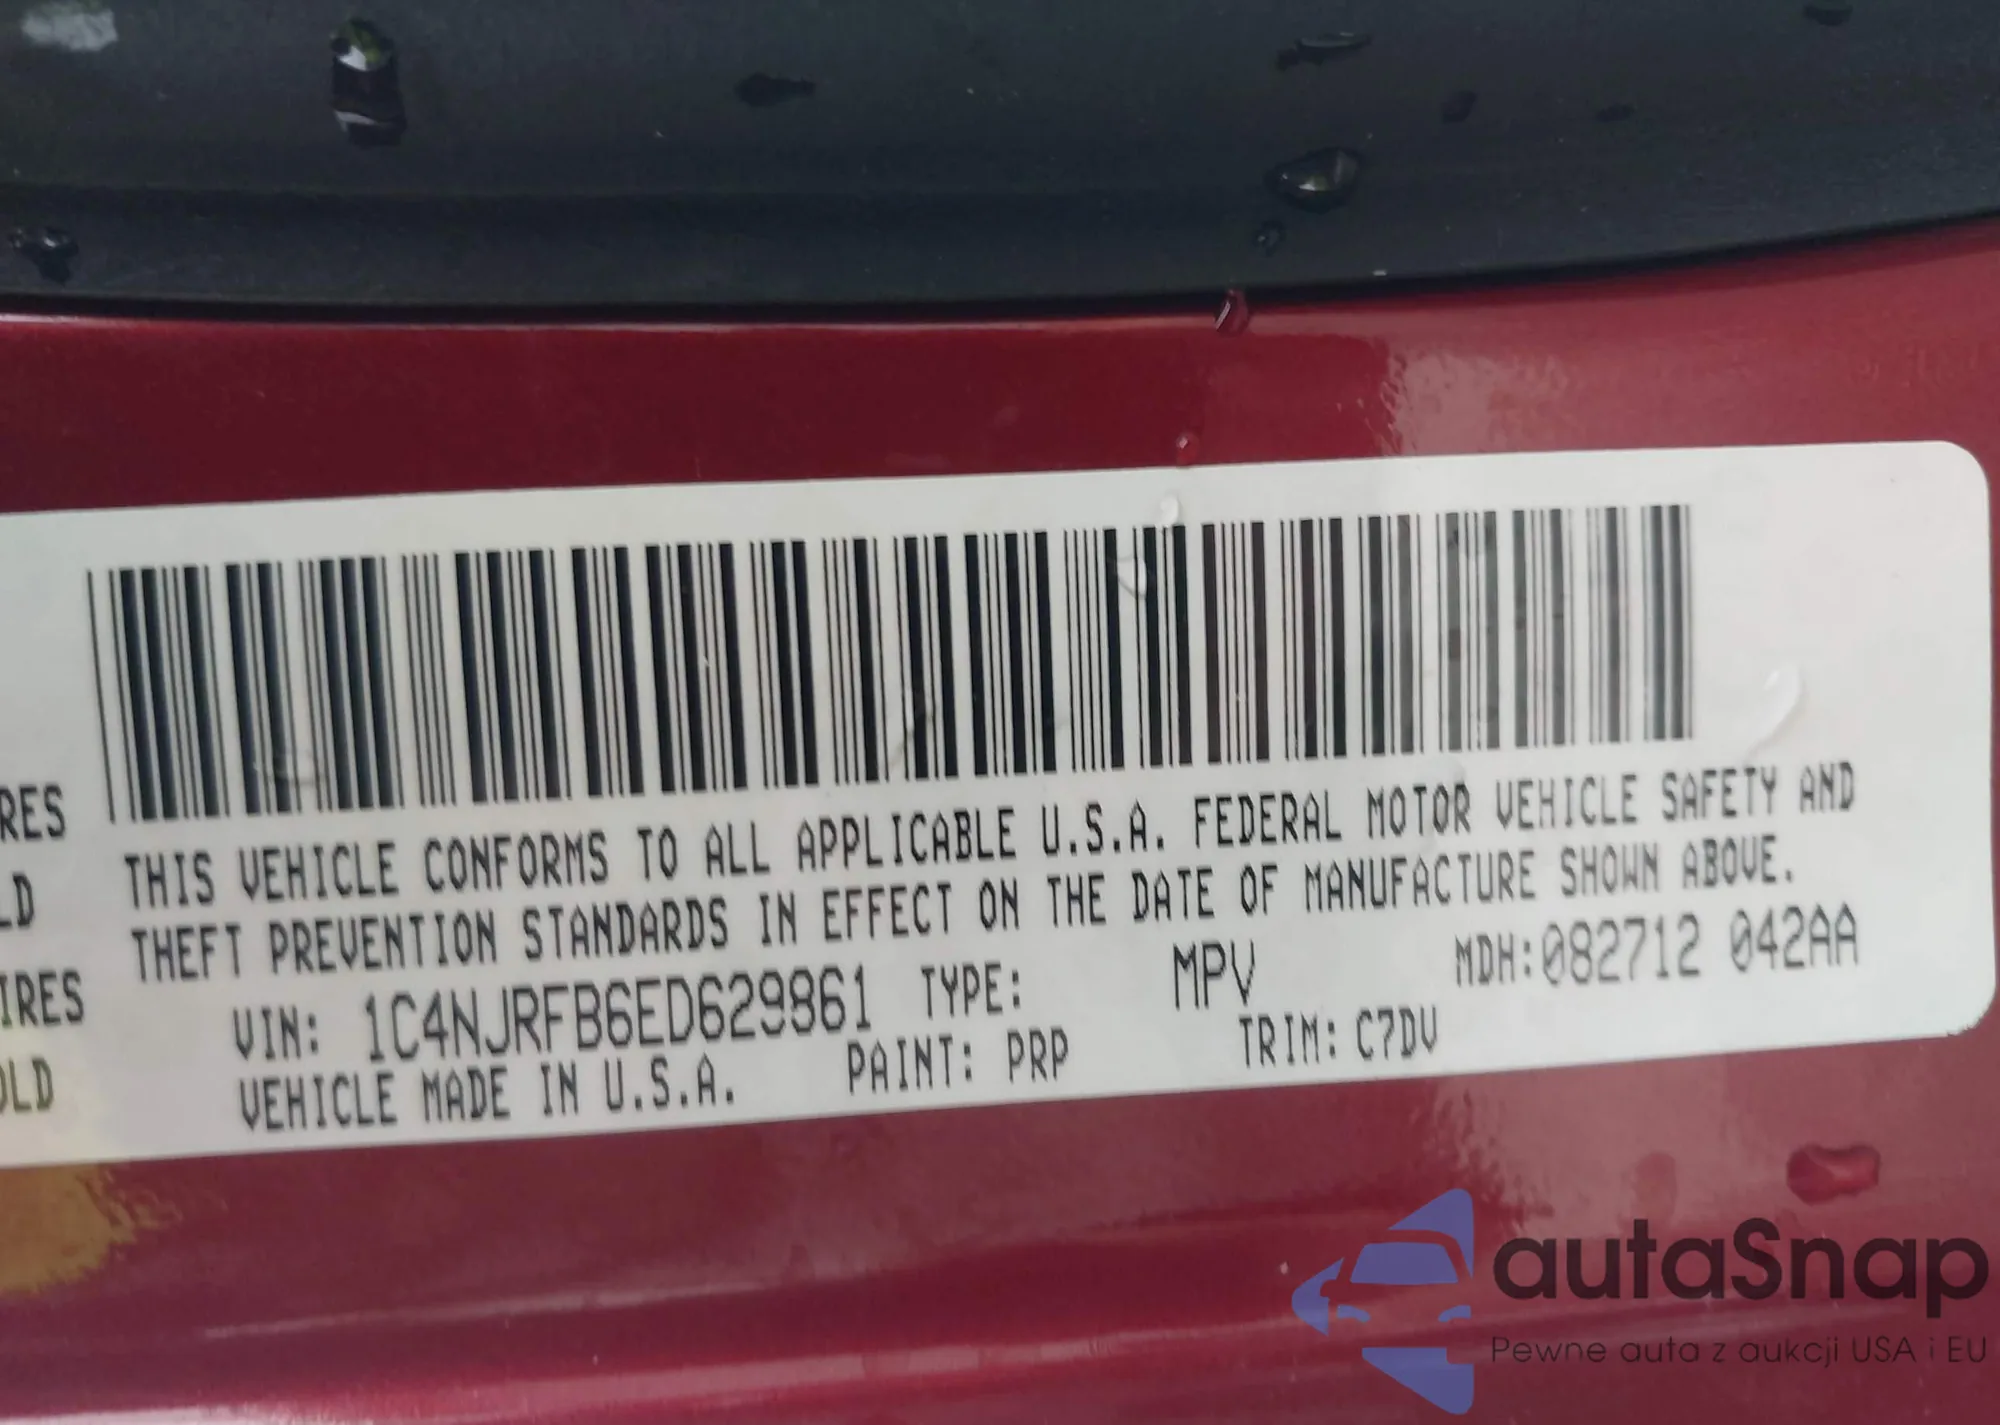 THIS VEHICLE CONFORMS TO ALL APPLICABLE U.S.A. FEDERAL MOTOR VEHICLE SAFETY AND
THEFT PREVENTION STANDARDS IN EFFECT ON THE DATE OF MANUFACTURE SHOWN ABOVE.
VIN: 1C4NJRFB6ED629861 TYPE: MPV MDH:082712 042AA
VEHICLE MADE IN U.S.A. PAINT: PRP TRIM: C7DV
RES
LD
IRES
OLD
autaSnap
Pewne auta z aukcji USA i EU